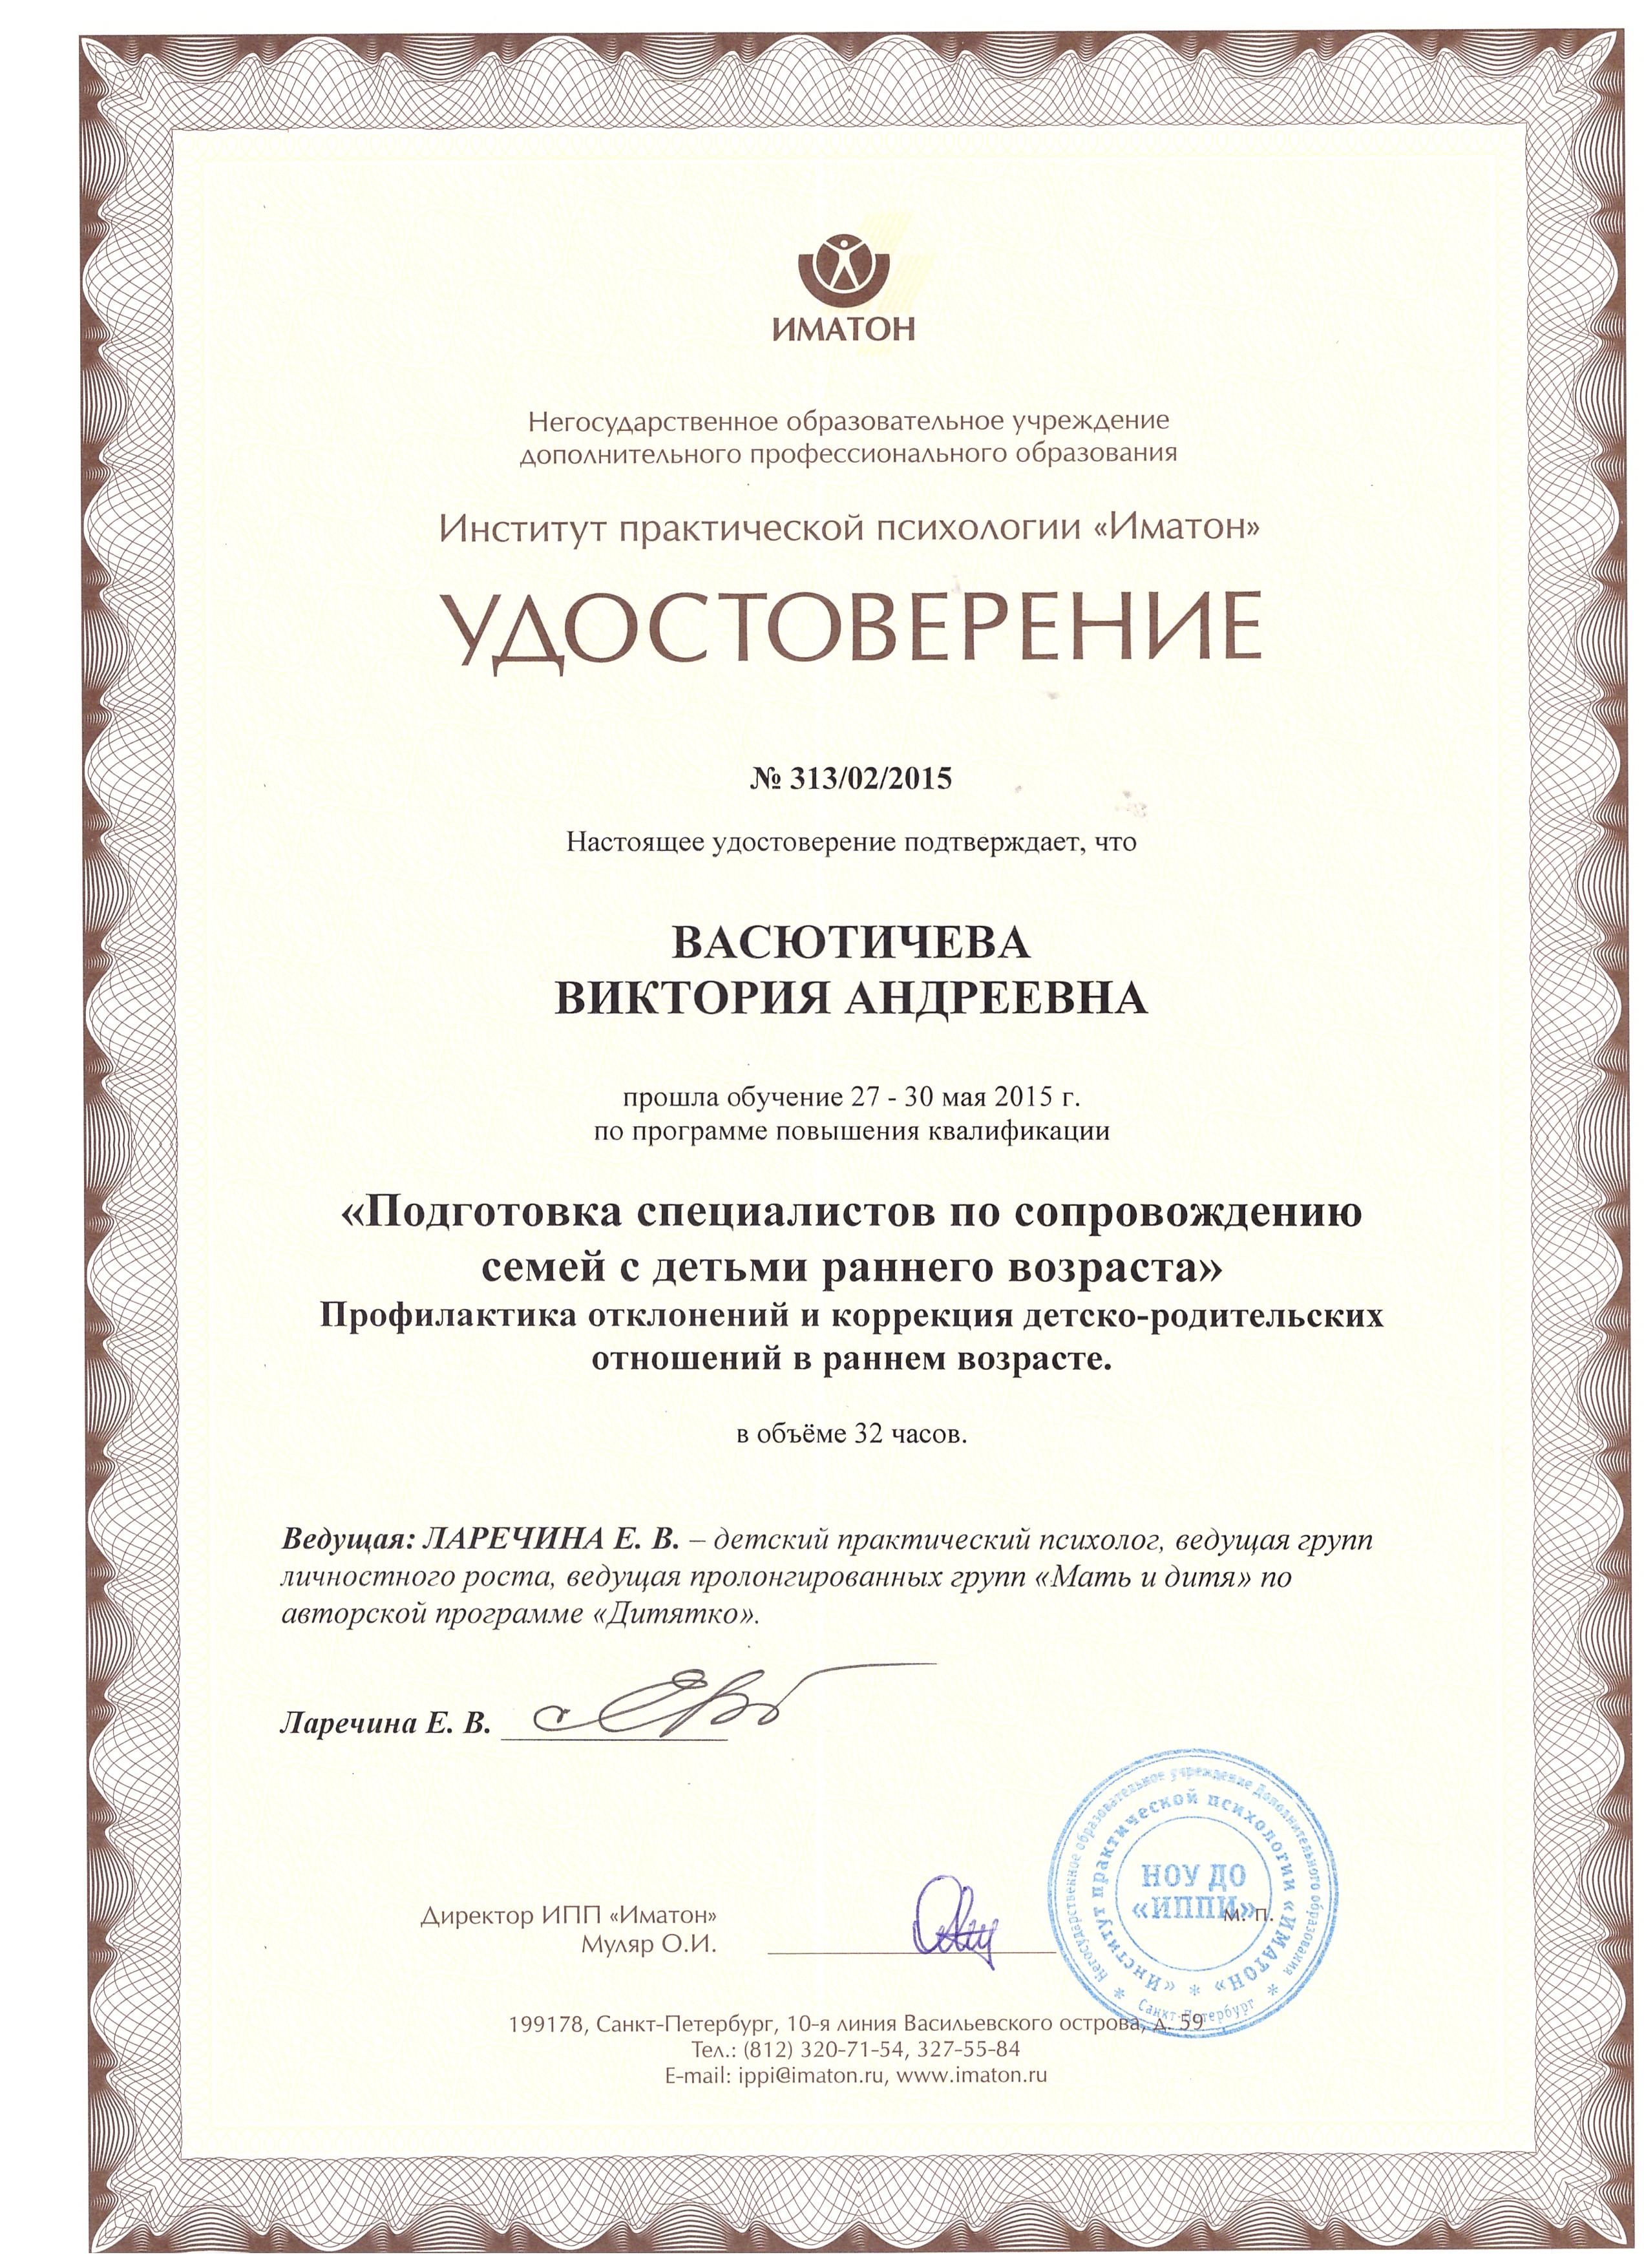 ИМАТОН
Негосударственное образовательное учреждение
дополнительного профессионального образования
Институт практической психологии «Иматон»
УДОСТОВЕРЕНИЕ
№ 313/02/2015
Настоящее удостоверение подтверждает, что
ВАСЮТИЧЕВА
ВИКТОРИЯ АНДРЕЕВНА
прошла обучение 27 - 30 мая 2015 г.
по программе повышения квалификации
«Подготовка специалистов по сопровождению
семей с детьми раннего возраста»
Профилактика отклонений и коррекция детско-родительских
отношений в раннем возрасте.
в объёме 32 часов.
Ведущая: ЛАРЕЧИНА Е. В. – детский практический психолог, ведущая групп
личностного роста, ведущая пролонгированных групп «Мать и дитя» по
авторской программе «Дитятко».
Ларечина Е. В.
Директор ИПП «Иматон»
Муляр О.И.
М. П.
Негосударственное образовательное учреждение Дополнительного образования
* Санкт-Петербург *
«Институт практической психологии «ИМАТОН» *
НОУ ДО
«ИППИ»
199178, Санкт-Петербург, 10-я линия Васильевского острова, д. 59
Тел.: (812) 320-71-54, 327-55-84
E-mail: ippi@imaton.ru, www.imaton.ru